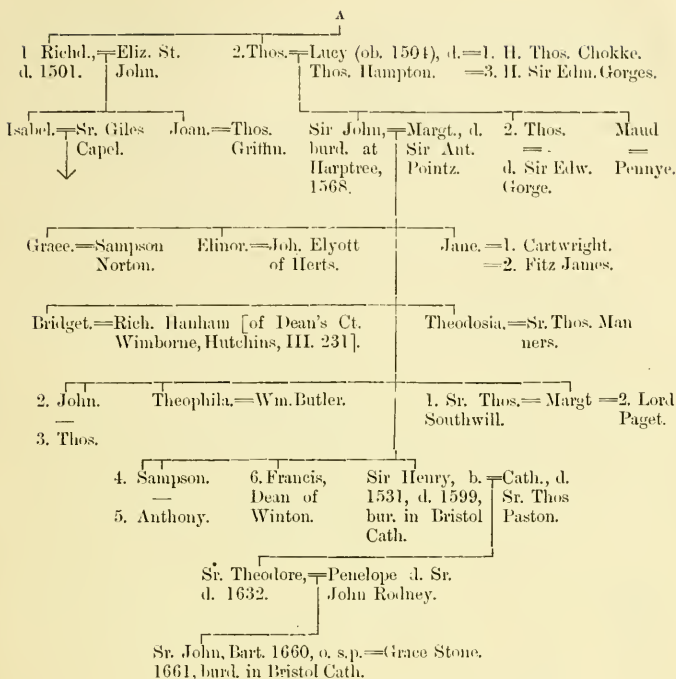 A
1 Richd., Eliz. St. 2. Thos. Lucy (ob. 1504), d. 1. H. Thos. Chokke.
d. 1501. John. Thos. Hampton. 3. H. Sir Edm. Gorges.
Isabel. Sr. Giles Joan. Thos. Sir John, Margt., d. 2. Thos. Maud
Capel. Griffin. burd. at Sir Ant. = - =
Harptree, Pointz. d. Sir Edw. Pennye.
1568. Gorge.
Grace. Sampson Elinor. Joh. Elyott Jane. 1. Cartwright.
Norton. of Herts. 2. Fitz James.
Bridget. Rich. Hanham [of Dean's Ct. Theodosia. Sr. Thos. Man
Wimborne, Hutchins, III. 231]. ners.
2. John. Theophila. Wm. Butler. 1. Sr. Thos. Margt 2. Lord
— Southwill. Paget.
3. Thos.
4. Sampson. 6. Francis, Sir Henry, b. Cath., d.
— Dean of 1531, d. 1599, Sr. Thos
5. Anthony. Winton. bur. in Bristol Paston.
Cath.
Sr. Theodore, Penelope d. Sr.
d. 1632. John Rodney.
Sr. John, Bart. 1660, o. s.p. Grace Stone.
1661, burd. in Bristol Cath.